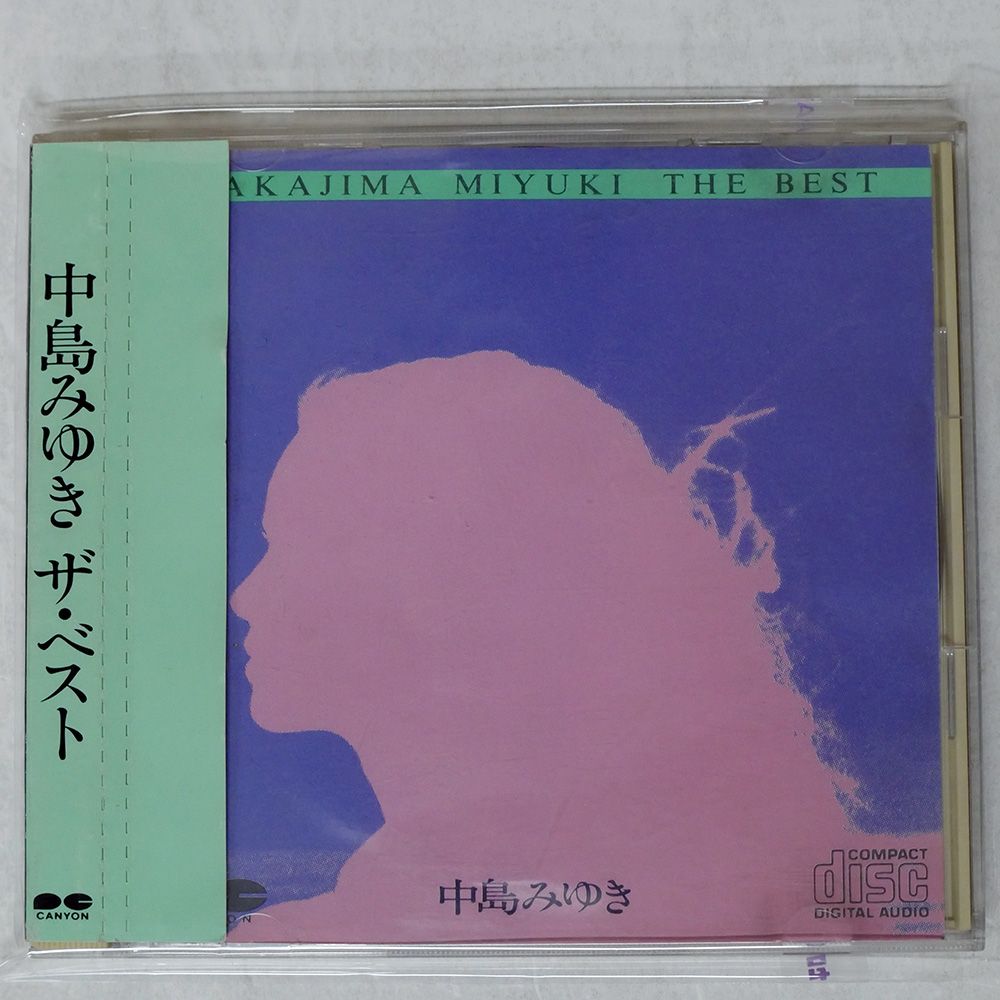 AKAJIMA MIYUKI THE BEST
中島みゆき ザ・ベスト
CANYON
ON
中島みゆき
COMPACT
disc
DIGITAL AUDIO